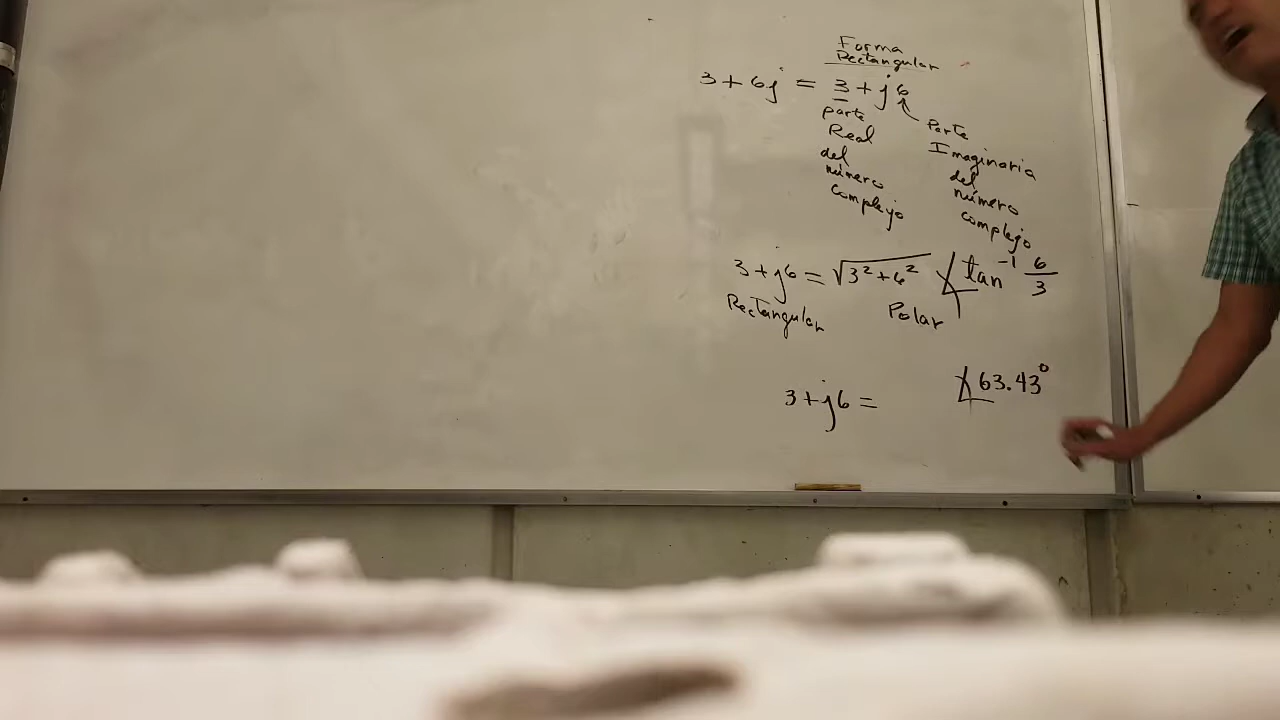 Forma
Rectangular
3 + 6j = 3 + j6
parte
Real
del
número
complejo
Parte
Imaginaria
del
número
complejo
3 + j6 = √3² + 6² ∠tan⁻¹ 6/3
Rectangular Polar
3 + j6 = ∠63.43°